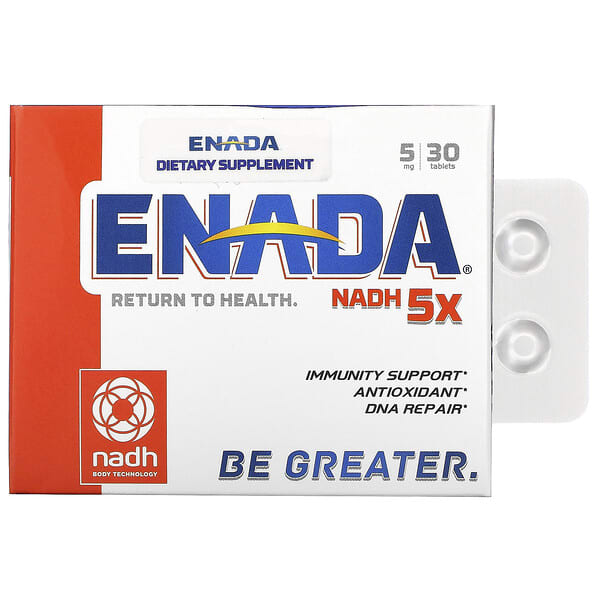 ENADA
DIETARY SUPPLEMENT
5 mg | 30 tablets
ENADA®
RETURN TO HEALTH.
NADH 5X
IMMUNITY SUPPORT*
ANTIOXIDANT*
DNA REPAIR*
nadh
BODY TECHNOLOGY
BE GREATER.